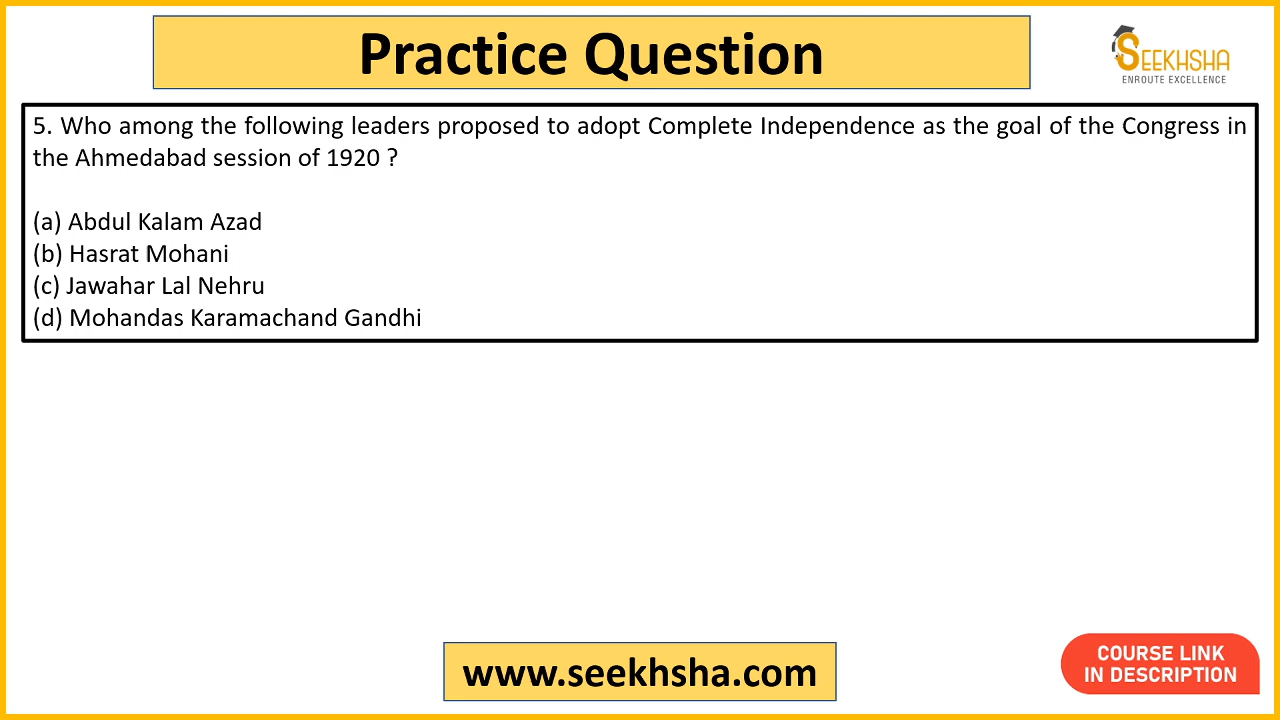 Practice Question
SEEKHSHA
ENROUTE EXCELLENCE
5. Who among the following leaders proposed to adopt Complete Independence as the goal of the Congress in
the Ahmedabad session of 1920 ?
(a) Abdul Kalam Azad
(b) Hasrat Mohani
(c) Jawahar Lal Nehru
(d) Mohandas Karamachand Gandhi
www.seekhsha.com
COURSE LINK
IN DESCRIPTION